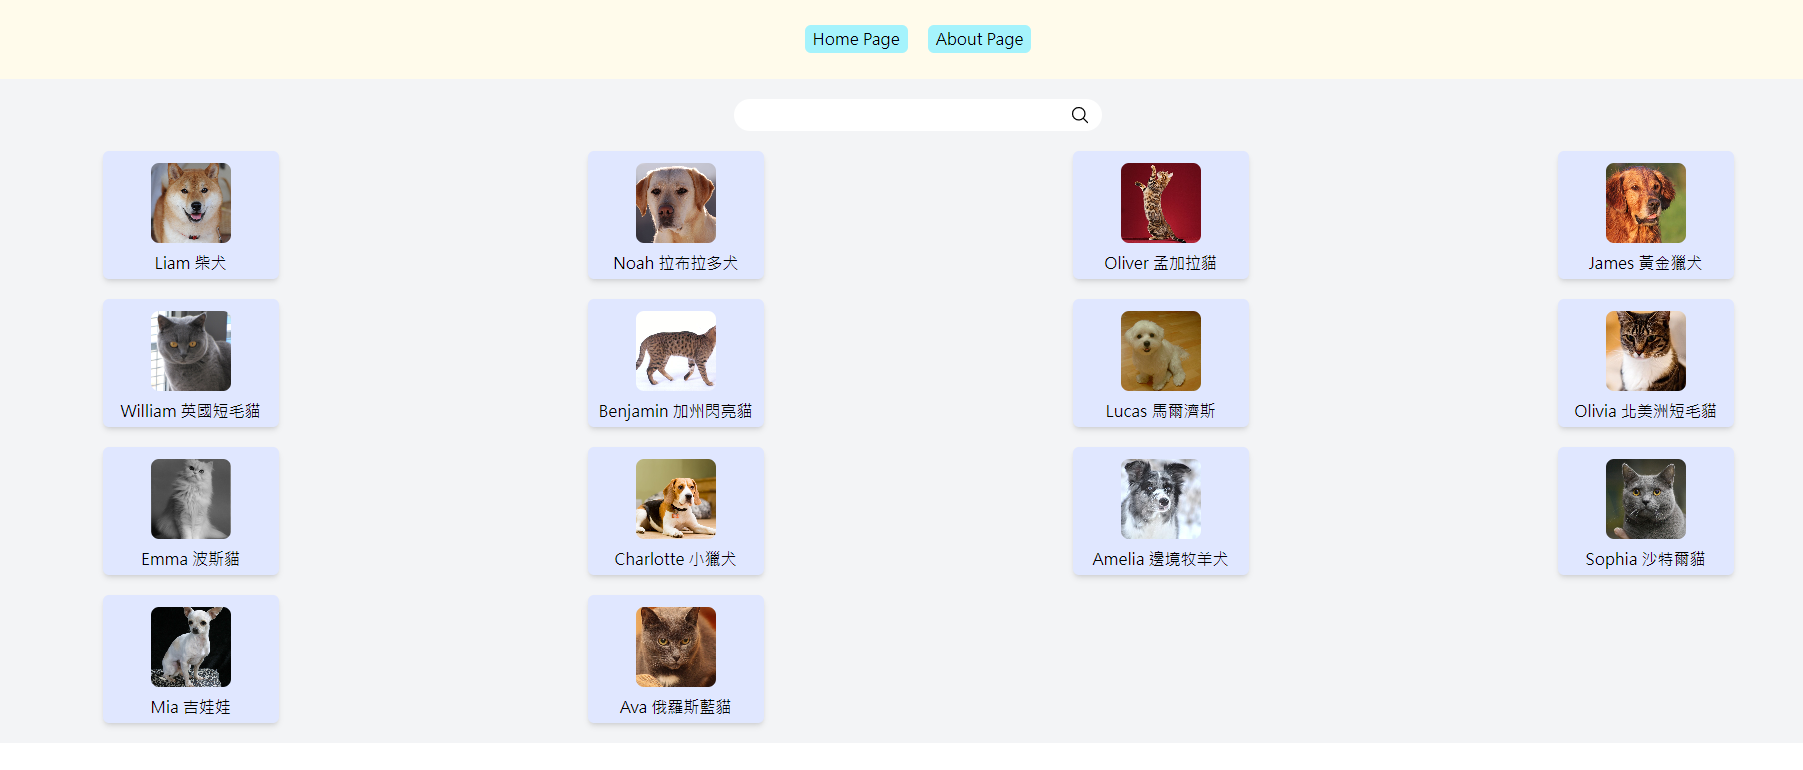 Home Page About Page
Liam 柴犬
Noah 拉布拉多犬
Oliver 孟加拉貓
James 黃金獵犬
William 英國短毛貓
Benjamin 加州閃亮貓
Lucas 馬爾濟斯
Olivia 北美洲短毛貓
Emma 波斯貓
Charlotte 小獵犬
Amelia 邊境牧羊犬
Sophia 沙特爾貓
Mia 吉娃娃
Ava 俄羅斯藍貓